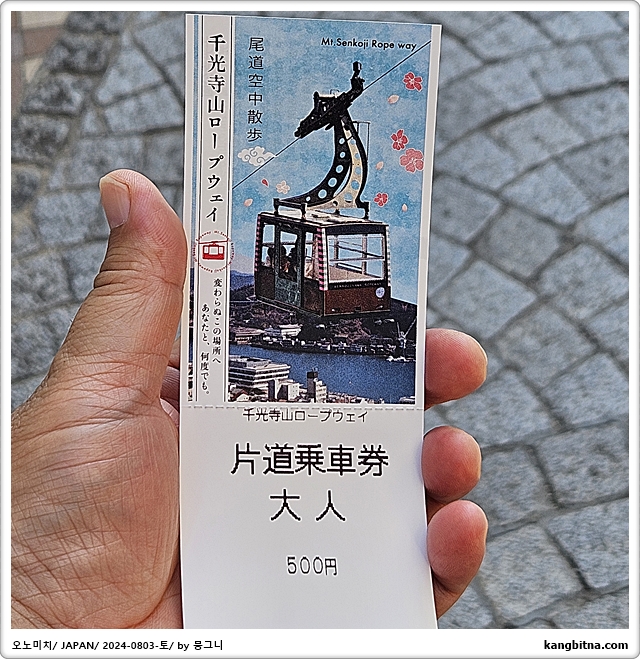 千光寺山ロープウェイ
尾道空中散歩
Mt.Senkoji Rope way
変わらぬこの場所へ
あなたと、何度でも。
千光寺山ロープウェイ
片道乗車券
大人
500円
오노미치/ JAPAN/ 2024-0803-토/ by 뭉그니
kangbitna.com